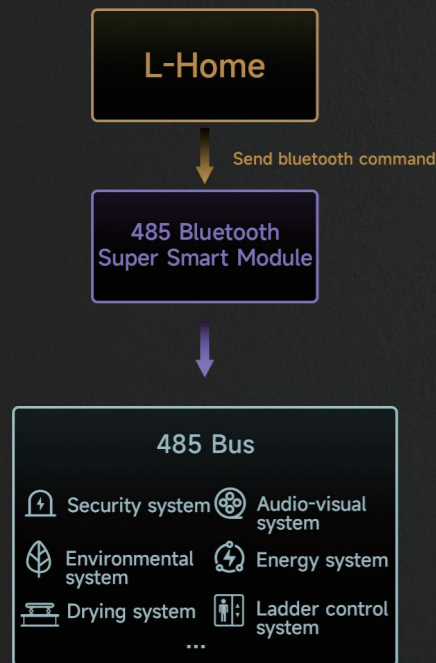 L-Home
Send bluetooth command
485 Bluetooth
Super Smart Module
485 Bus
Security system
Audio-visual
system
Environmental
system
Energy system
Drying system
Ladder control
system
...